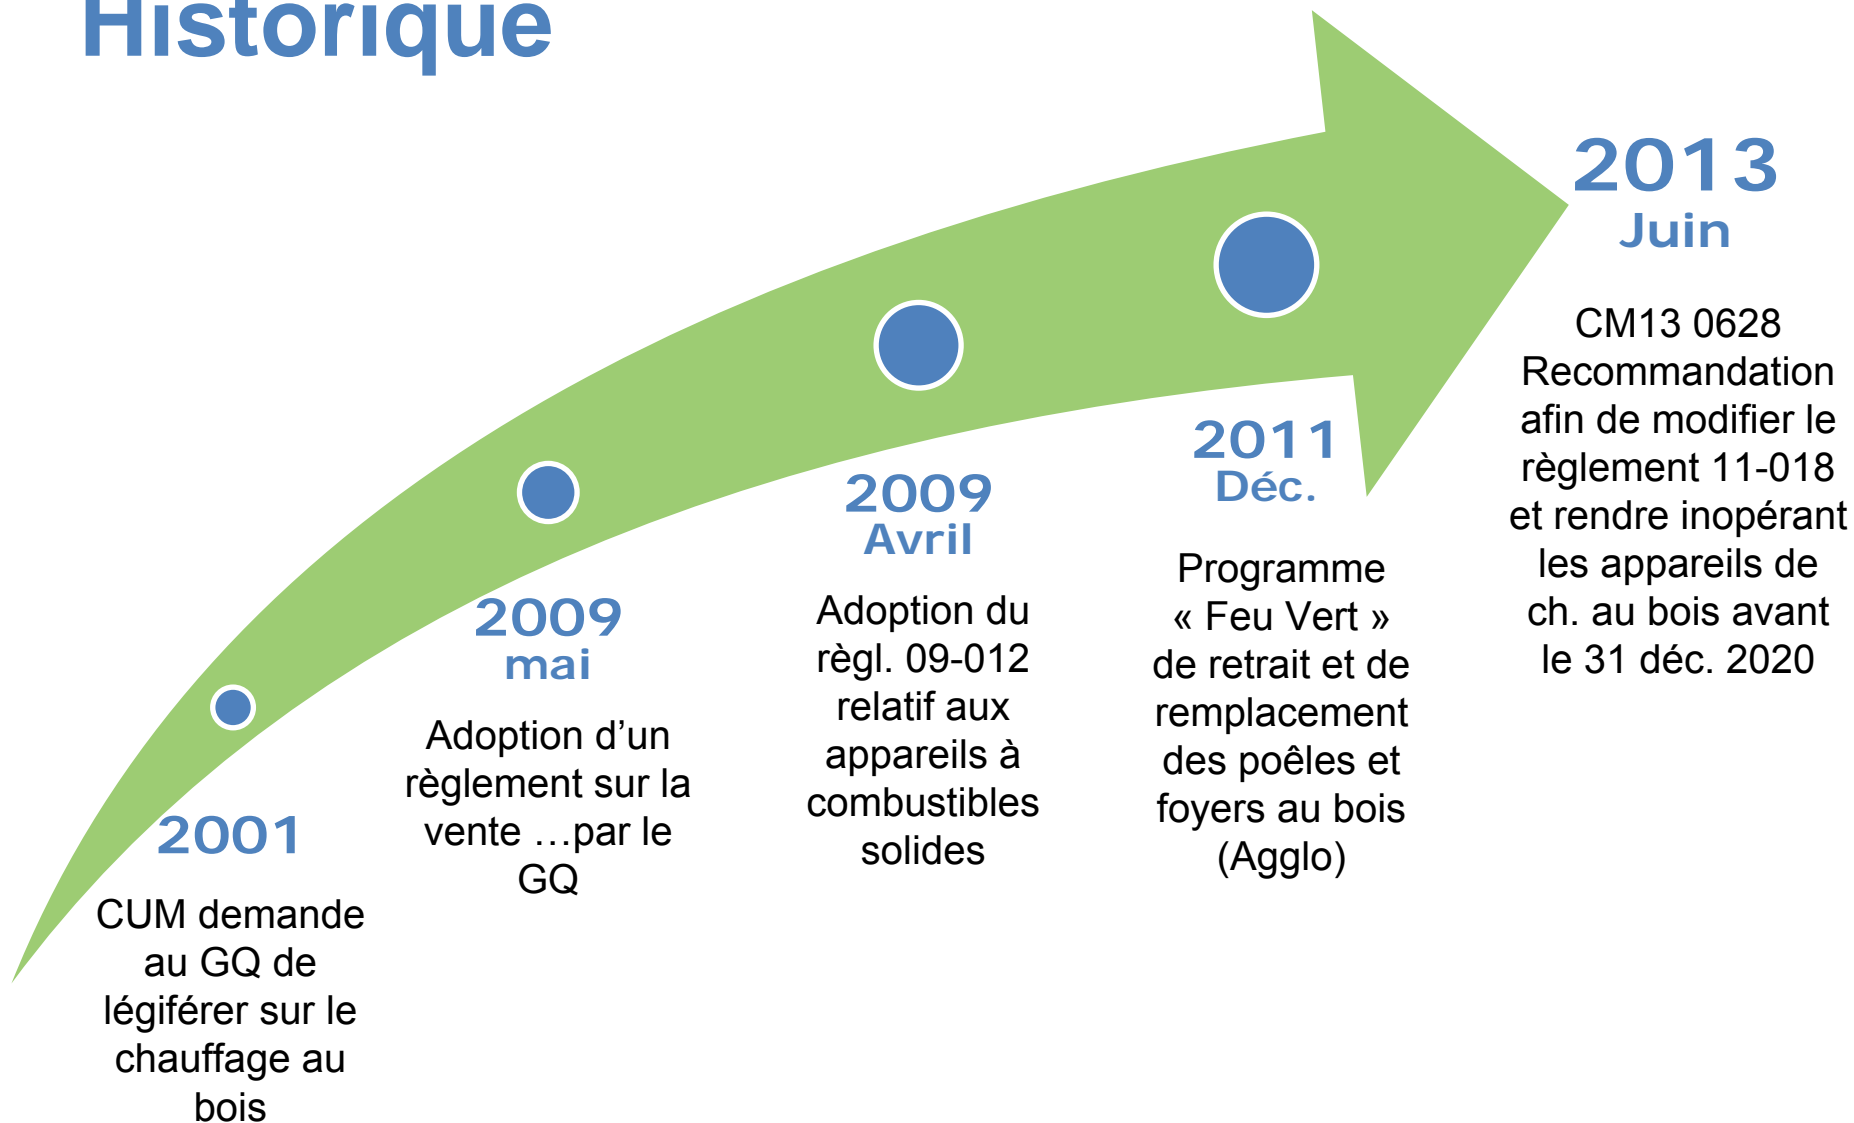 Historique
2001
CUM demande
au GQ de
légiférer sur le
chauffage au
bois
2009
mai
Adoption d’un
règlement sur la
vente …par le
GQ
2009
Avril
Adoption du
règl. 09-012
relatif aux
appareils à
combustibles
solides
2011
Déc.
Programme
« Feu Vert »
de retrait et de
remplacement
des poêles et
foyers au bois
(Agglo)
2013
Juin
CM13 0628
Recommandation
afin de modifier le
règlement 11-018
et rendre inopérant
les appareils de
ch. au bois avant
le 31 déc. 2020